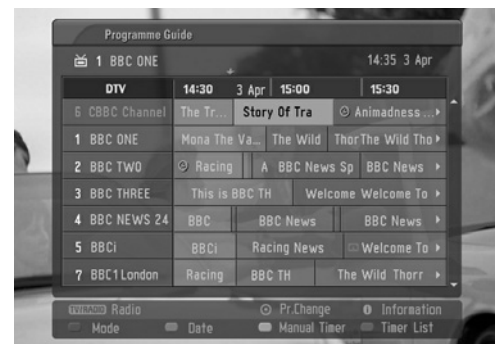 Programme Guide
1 BBC ONE 14:35 3 Apr
DTV 14:30 3 Apr 15:00 15:30
6 CBBC Channel The Tr... Story Of Tra Animadness ...
1 BBC ONE Mona The Va... The Wild ThorThe Wild Tho
2 BBC TWO Racing A BBC News Sp BBC News
3 BBC THREE This is BBC TH Welcome Welcome To
4 BBC NEWS 24 BBC BBC News BBC News
5 BBCi BBCi Racing News Welcome To
7 BBC1London Racing BBC TH The Wild Thorr
TV/RADIO Radio Pr.Change Information
Mode Date Manual Timer Timer List